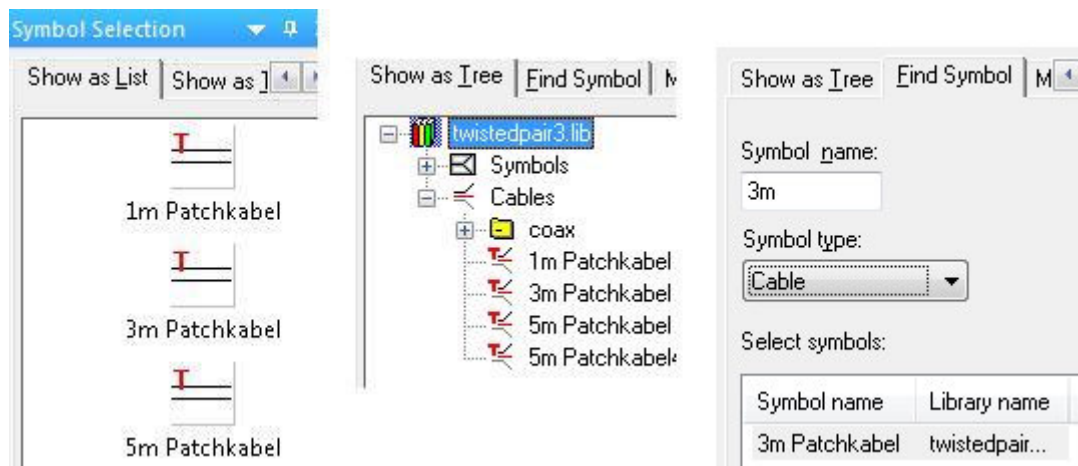 Symbol Selection
Show as List
Show as T
1m Patchkabel
3m Patchkabel
5m Patchkabel
Show as Tree
Find Symbol
twistedpair3.lib
Symbols
Cables
coax
1m Patchkabel
3m Patchkabel
5m Patchkabel
5m Patchkabel
Show as Tree
Find Symbol
M
Symbol name:
3m
Symbol type:
Cable
Select symbols:
Symbol name Library name
3m Patchkabel twistedpair...